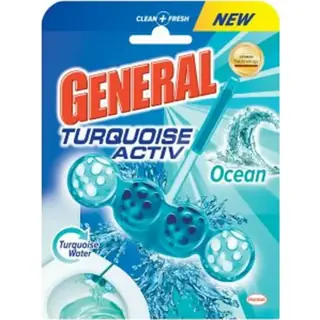 CLEAN + FRESH
NEW
GENERAL
TURQUOISE
ACTIV
Ocean
Turquoise
Water
Henkel